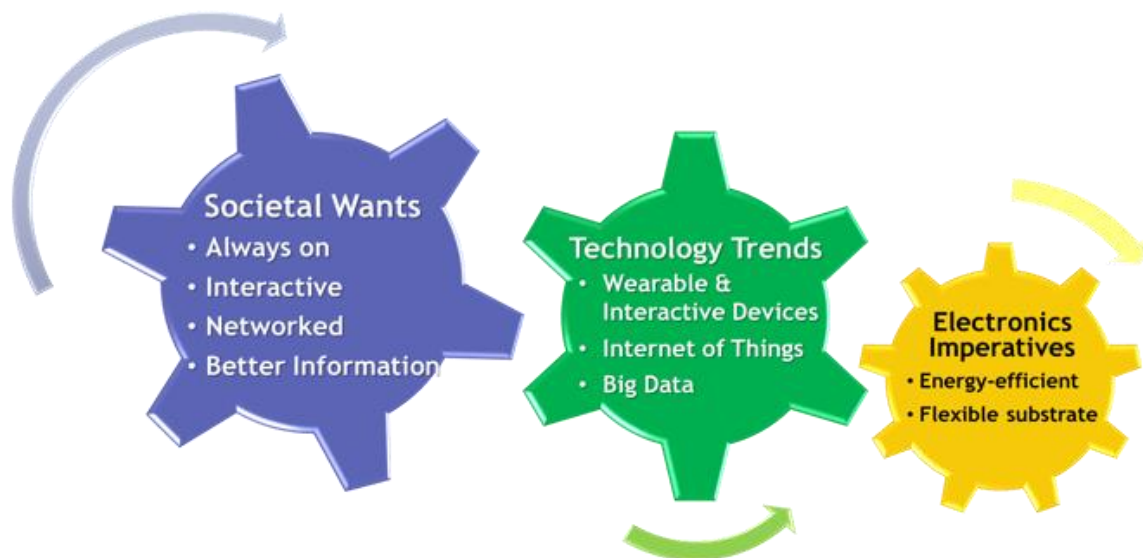 Societal Wants
• Always on
• Interactive
• Networked
• Better Information
Technology Trends
• Wearable &
Interactive Devices
• Internet of Things
• Big Data
Electronics
Imperatives
• Energy-efficient
• Flexible substrate